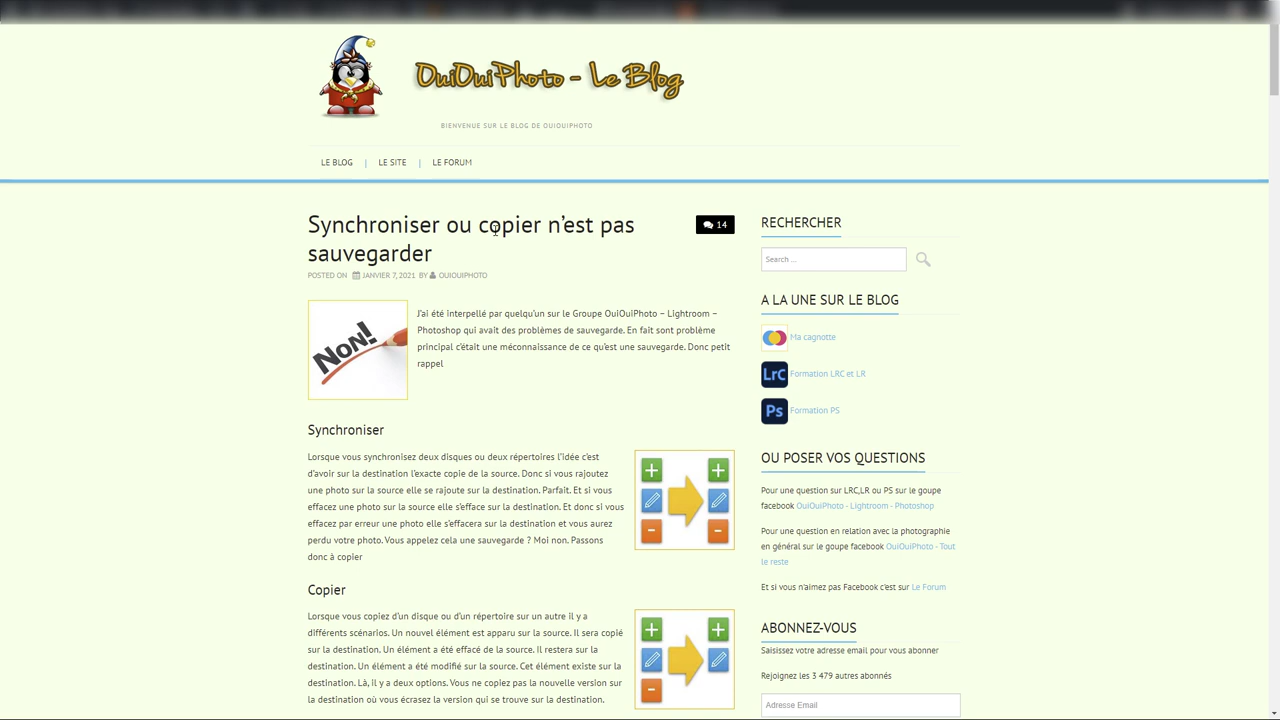 OuiOuiPhoto - Le Blog
BIENVENUE SUR LE BLOG DE OUIOUIPHOTO
LE BLOG | LE SITE | LE FORUM
Synchroniser ou copier n’est pas
sauvegarder
14
POSTED ON JANVIER 7, 2021 BY OUIOUIPHOTO
Non!
J’ai été interpellé par quelqu’un sur le Groupe OuiOuiPhoto – Lightroom –
Photoshop qui avait des problèmes de sauvegarde. En fait sont problème
principal c’était une méconnaissance de ce qu’est une sauvegarde. Donc petit
rappel
Synchroniser
Lorsque vous synchronisez deux disques ou deux répertoires l’idée c’est
d’avoir sur la destination l’exacte copie de la source. Donc si vous rajoutez
une photo sur la source elle se rajoute sur la destination. Parfait. Et si vous
effacez une photo sur la source elle s’efface sur la destination. Et donc si vous
effacez par erreur une photo elle s’effacera sur la destination et vous aurez
perdu votre photo. Vous appelez cela une sauvegarde ? Moi non. Passons
donc à copier
Copier
Lorsque vous copiez d’un disque ou d’un répertoire sur un autre il y a
différents scénarios. Un nouvel élément est apparu sur la source. Il sera copié
sur la destination. Un élément a été effacé de la source. Il restera sur la
destination. Un élément a été modifié sur la source. Cet élément existe sur la
destination. Là, il y a deux options. Vous ne copiez pas la nouvelle version sur
la destination où vous écrasez la version qui se trouve sur la destination.
RECHERCHER
Search ...
A LA UNE SUR LE BLOG
Ma cagnotte
LrC Formation LRC et LR
Ps Formation PS
OU POSER VOS QUESTIONS
Pour une question sur LRC,LR ou PS sur le goupe
facebook OuiOuiPhoto - Lightroom - Photoshop
Pour une question en relation avec la photographie
en général sur le goupe facebook OuiOuiPhoto - Tout
le reste
Et si vous n'aimez pas Facebook c'est sur Le Forum
ABONNEZ-VOUS
Saisissez votre adresse email pour vous abonner
Rejoignez les 3 479 autres abonnés
Adresse Email